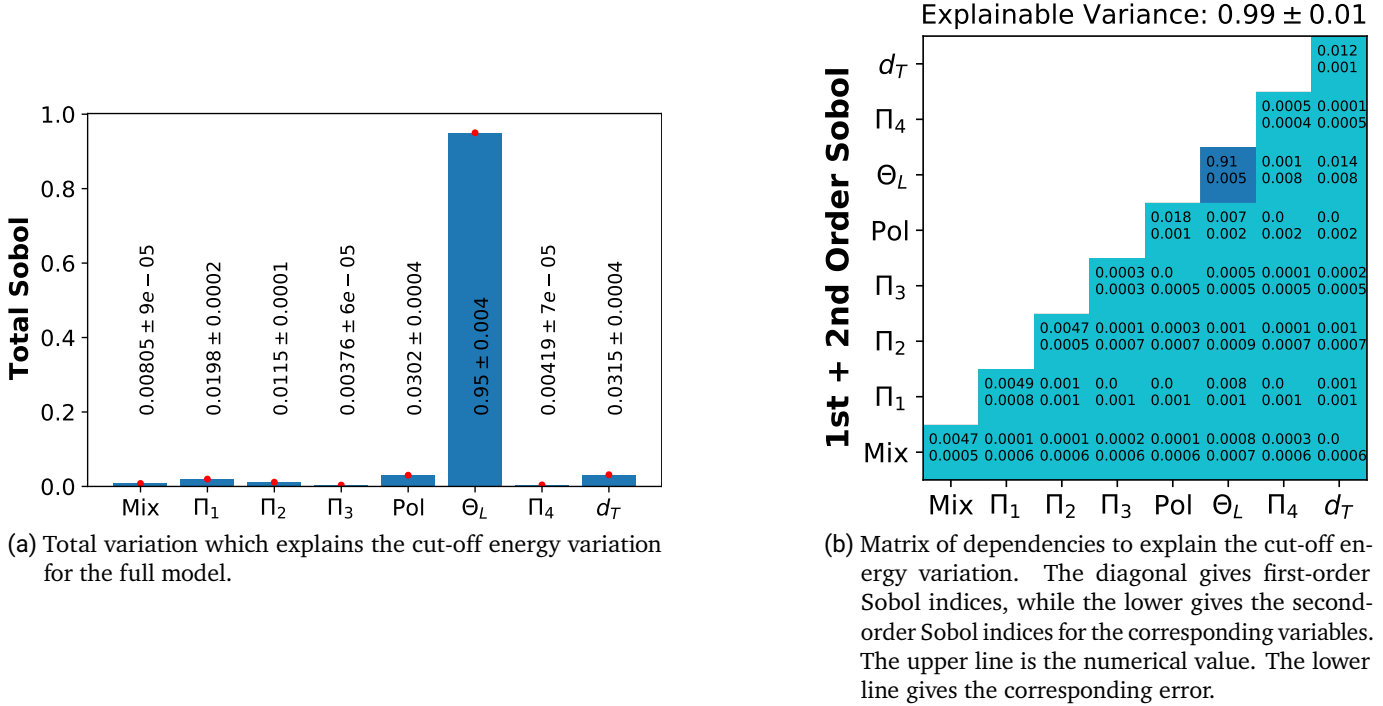 Total Sobol
1.0
0.8
0.6
0.4
0.2
0.0
0.00805 ± 9e − 05
0.0198 ± 0.0002
0.0115 ± 0.0001
0.00376 ± 6e − 05
0.0302 ± 0.0004
0.95 ± 0.004
0.00419 ± 7e − 05
0.0315 ± 0.0004
Mix Π₁ Π₂ Π₃ Pol Θ_L Π₄ d_T
(a) Total variation which explains the cut-off energy variation
for the full model.
Explainable Variance: 0.99 ± 0.01
1st + 2nd Order Sobol
d_T
0.012
0.001
Π₄
0.0005 0.0001
0.0004 0.0005
Θ_L
0.91 0.001 0.014
0.005 0.008 0.008
Pol
0.018 0.007 0.0 0.0
0.001 0.002 0.002 0.002
Π₃
0.0003 0.0 0.0005 0.0001 0.0002
0.0003 0.0005 0.0005 0.0005 0.0005
Π₂
0.0047 0.0001 0.0003 0.001 0.0001 0.001
0.0005 0.0007 0.0007 0.0009 0.0007 0.0007
Π₁
0.0049 0.001 0.0 0.0 0.008 0.0 0.001
0.0008 0.001 0.001 0.001 0.001 0.001 0.001
Mix
0.0047 0.0001 0.0001 0.0002 0.0001 0.0008 0.0003 0.0
0.0005 0.0006 0.0006 0.0006 0.0006 0.0007 0.0006 0.0006
Mix Π₁ Π₂ Π₃ Pol Θ_L Π₄ d_T
(b) Matrix of dependencies to explain the cut-off en-
ergy variation. The diagonal gives first-order
Sobol indices, while the lower gives the second-
order Sobol indices for the corresponding variables.
The upper line is the numerical value. The lower
line gives the corresponding error.